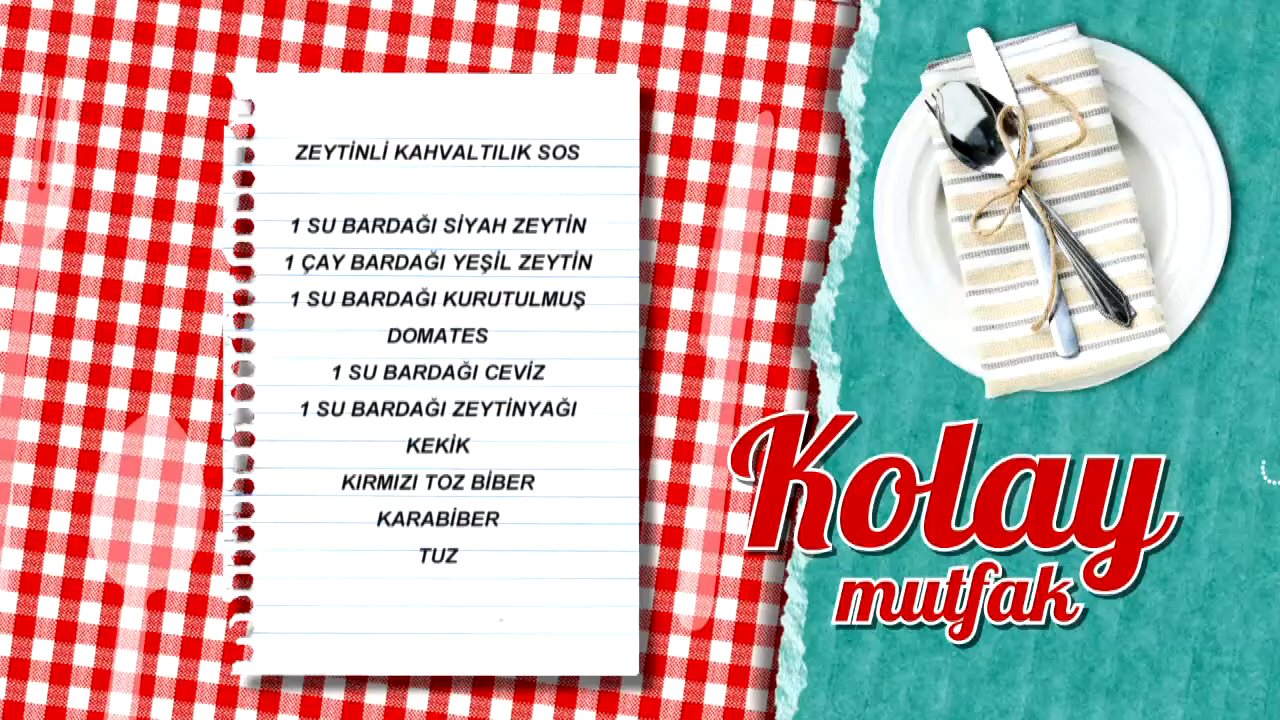 ZEYTİNLİ KAHVALTILIK SOS
1 SU BARDAĞI SİYAH ZEYTİN
1 ÇAY BARDAĞI YEŞİL ZEYTİN
1 SU BARDAĞI KURUTULMUŞ
DOMATES
1 SU BARDAĞI CEVİZ
1 SU BARDAĞI ZEYTİNYAĞI
KEKİK
KIRMIZI TOZ BİBER
KARABİBER
TUZ
Kolay
mutfak